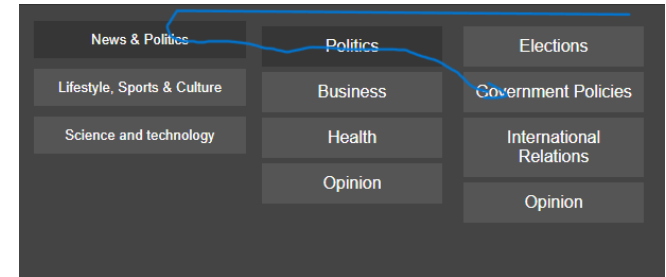 News & Politics
Lifestyle, Sports & Culture
Science and technology
Politics
Business
Health
Opinion
Elections
Government Policies
International
Relations
Opinion